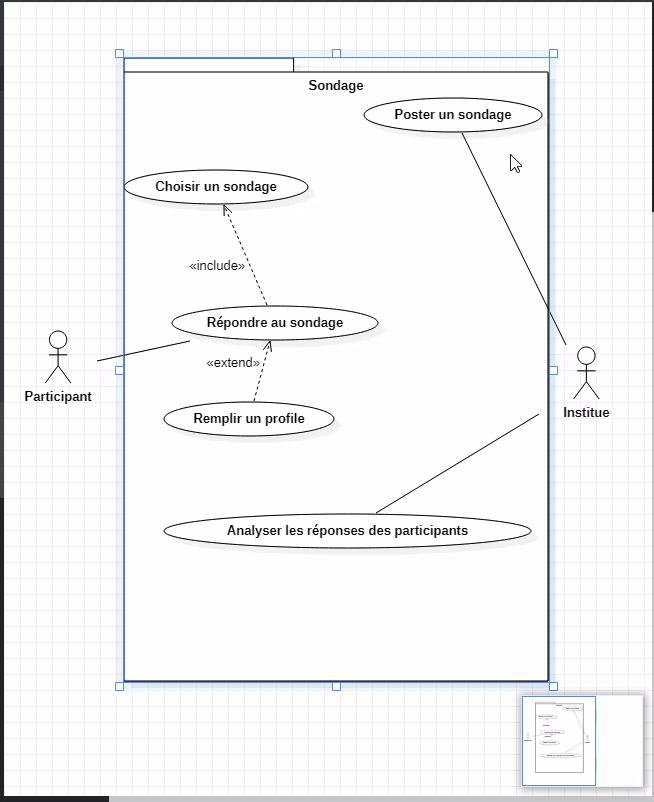 Sondage
Poster un sondage
Choisir un sondage
«include»
Répondre au sondage
«extend»
Participant
Institue
Remplir un profile
Analyser les réponses des participants